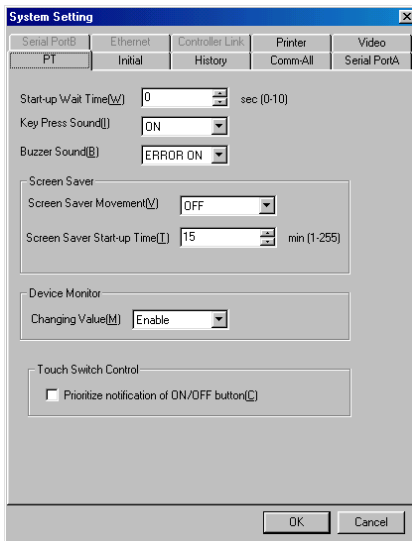 System Setting
Serial PortB Ethernet Controller Link Printer Video
PT Initial History Comm-All Serial PortA
Start-up Wait Time(W) 0 sec (0-10)
Key Press Sound(I) ON
Buzzer Sound(B) ERROR ON
Screen Saver
Screen Saver Movement(V) OFF
Screen Saver Start-up Time(T) 15 min (1-255)
Device Monitor
Changing Value(M) Enable
Touch Switch Control
Prioritize notification of ON/OFF button(C)
OK Cancel